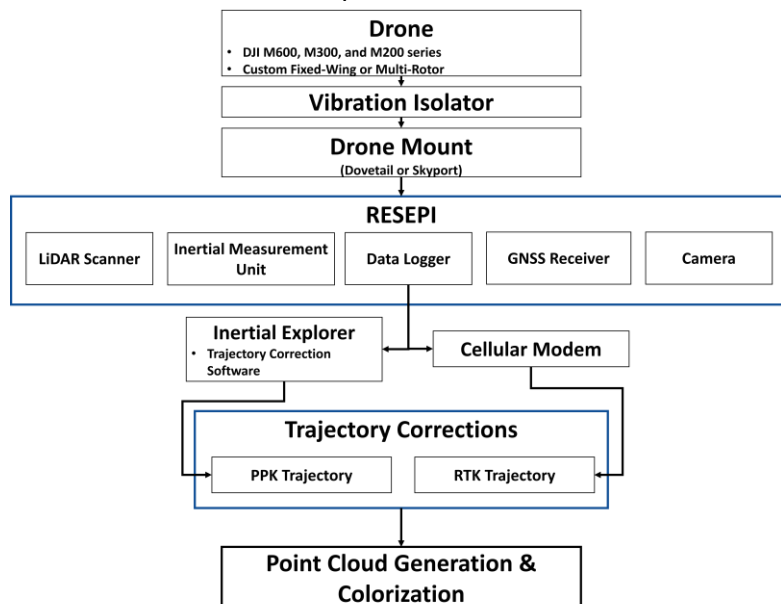 Drone
• DJI M600, M300, and M200 series
• Custom Fixed-Wing or Multi-Rotor
Vibration Isolator
Drone Mount
(Dovetail or Skyport)
RESEPI
LiDAR Scanner
Inertial Measurement
Unit
Data Logger
GNSS Receiver
Camera
Inertial Explorer
• Trajectory Correction
Software
Cellular Modem
Trajectory Corrections
PPK Trajectory
RTK Trajectory
Point Cloud Generation &
Colorization